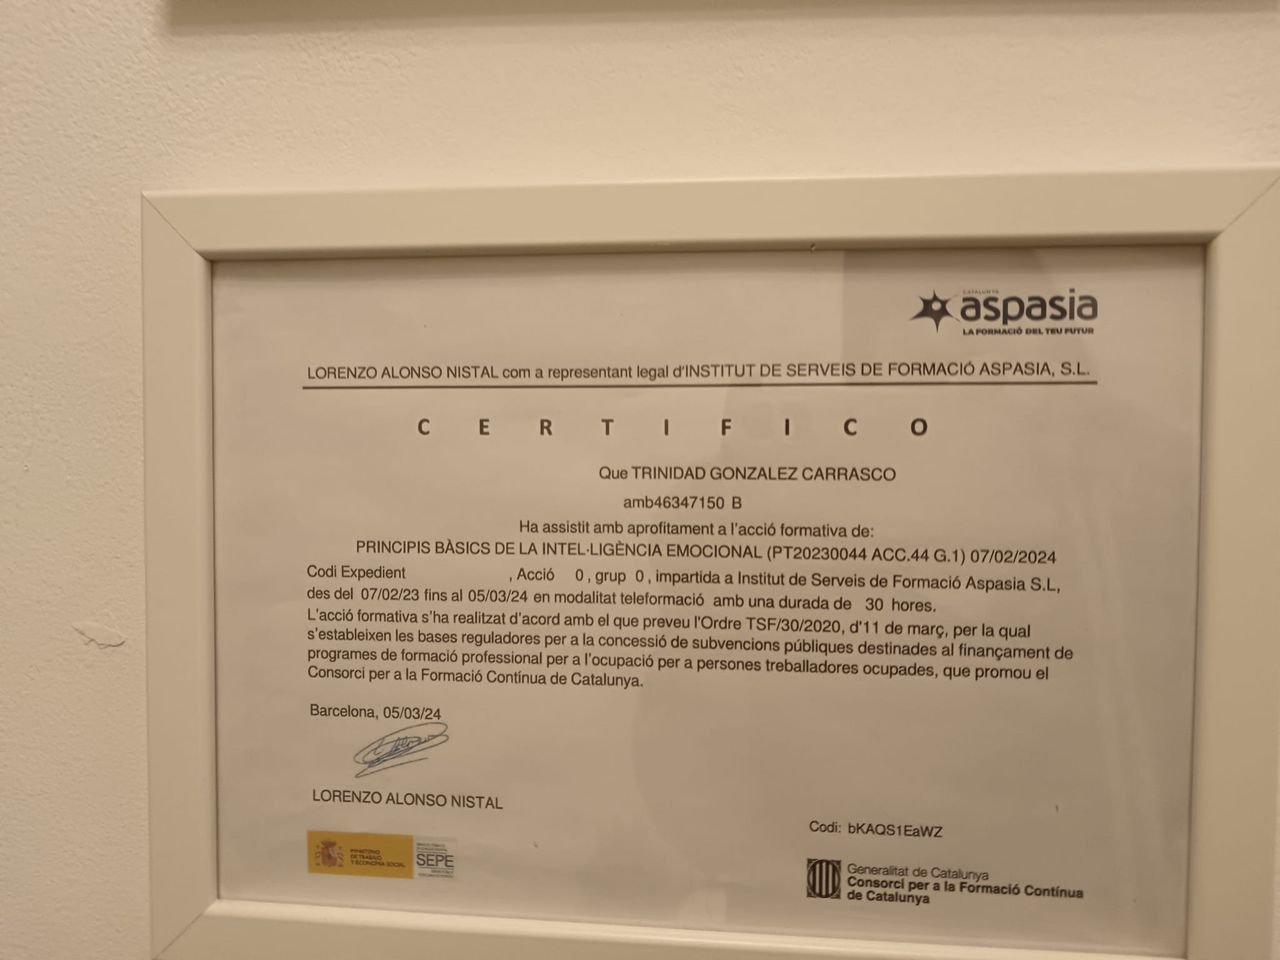 CATALUNYA
aspasia
LA FORMACIÓ DEL TEU FUTUR
LORENZO ALONSO NISTAL com a representant legal d'INSTITUT DE SERVEIS DE FORMACIÓ ASPASIA, S.L.
C E R T I F I C O
Que TRINIDAD GONZALEZ CARRASCO
amb46347150 B
Ha assistit amb aprofitament a l'acció formativa de:
PRINCIPIS BÀSICS DE LA INTEL·LIGÈNCIA EMOCIONAL (PT20230044 ACC.44 G.1) 07/02/2024
Codi Expedient , Acció 0 , grup 0 , impartida a Institut de Serveis de Formació Aspasia S.L,
des del 07/02/23 fins al 05/03/24 en modalitat teleformació amb una durada de 30 hores.
L'acció formativa s'ha realitzat d'acord amb el que preveu l'Ordre TSF/30/2020, d'11 de març, per la qual
s'estableixen les bases reguladores per a la concessió de subvencions públiques destinades al finançament de
programes de formació professional per a l'ocupació per a persones treballadores ocupades, que promou el
Consorci per a la Formació Contínua de Catalunya.
Barcelona, 05/03/24
LORENZO ALONSO NISTAL
MINISTERIO
DE TRABAJO
Y ECONOMÍA SOCIAL
SEPE
Codi: bKAQS1EaWZ
Generalitat de Catalunya
Consorci per a la Formació Contínua
de Catalunya